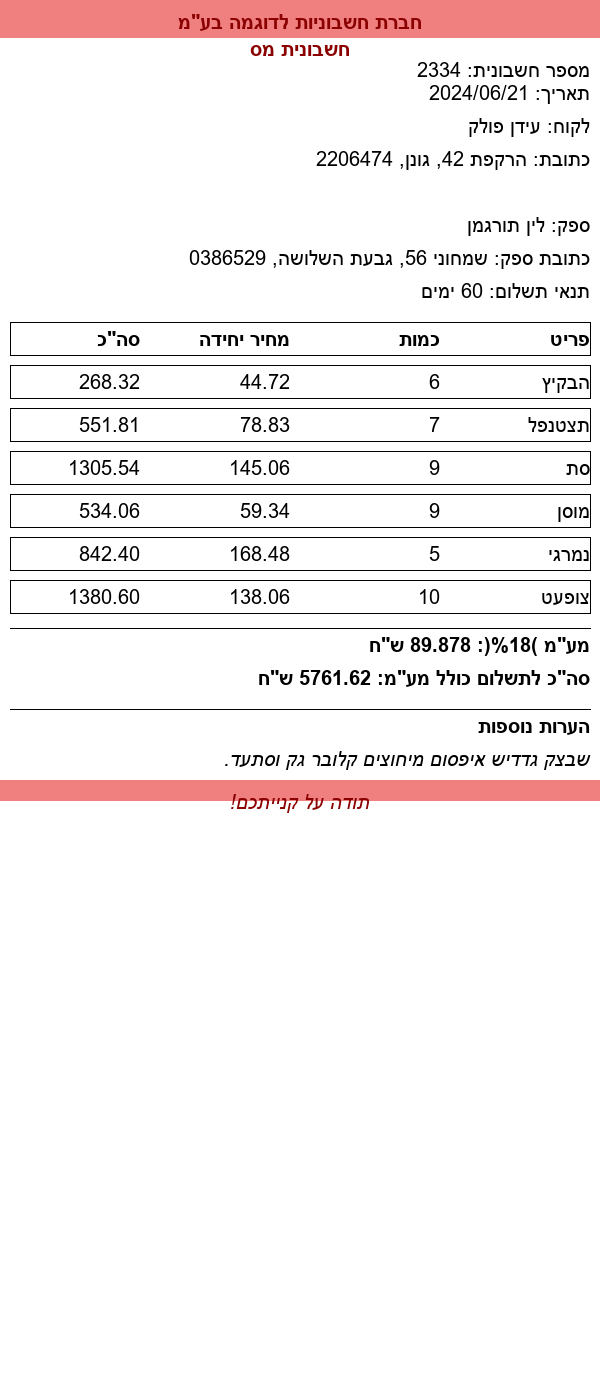 חברת חשבוניות לדוגמה בע"מ
חשבונית מס
מספר חשבונית: 2334
תאריך: 2024/06/21
לקוח: עידן פולק
כתובת: הרקפת 42, גונן, 2206474
ספק: לין תורגמן
כתובת ספק: שמחוני 56, גבעת השלושה, 0386529
תנאי תשלום: 60 ימים
פריט כמות מחיר יחידה סה"כ
הבקיץ 6 44.72 268.32
תצטנפל 7 78.83 551.81
סת 9 145.06 1305.54
מוסן 9 59.34 534.06
נמרגי 5 168.48 842.40
צופעט 10 138.06 1380.60
מע"מ )18%(: 89.878 ש"ח
סה"כ לתשלום כולל מע"מ: 5761.62 ש"ח
הערות נוספות
שבצק גדדיש איפסום מיחוצים קלובר גק וסתעד.
תודה על קנייתכם!